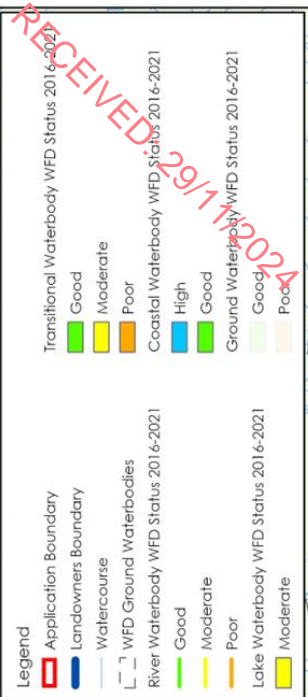 Legend
Application Boundary
Landowners Boundary
Watercourse
WFD Ground Waterbodies
River Waterbody WFD Status 2016-2021
Good
Moderate
Poor
Lake Waterbody WFD Status 2016-2021
Moderate
Transitional Waterbody WFD Status 2016-2021
Good
Moderate
Poor
Coastal Waterbody WFD Status 2016-2021
High
Good
Ground Waterbody WFD Status 2016-2021
Good
Poor
RECEIVED: 29/11/2024